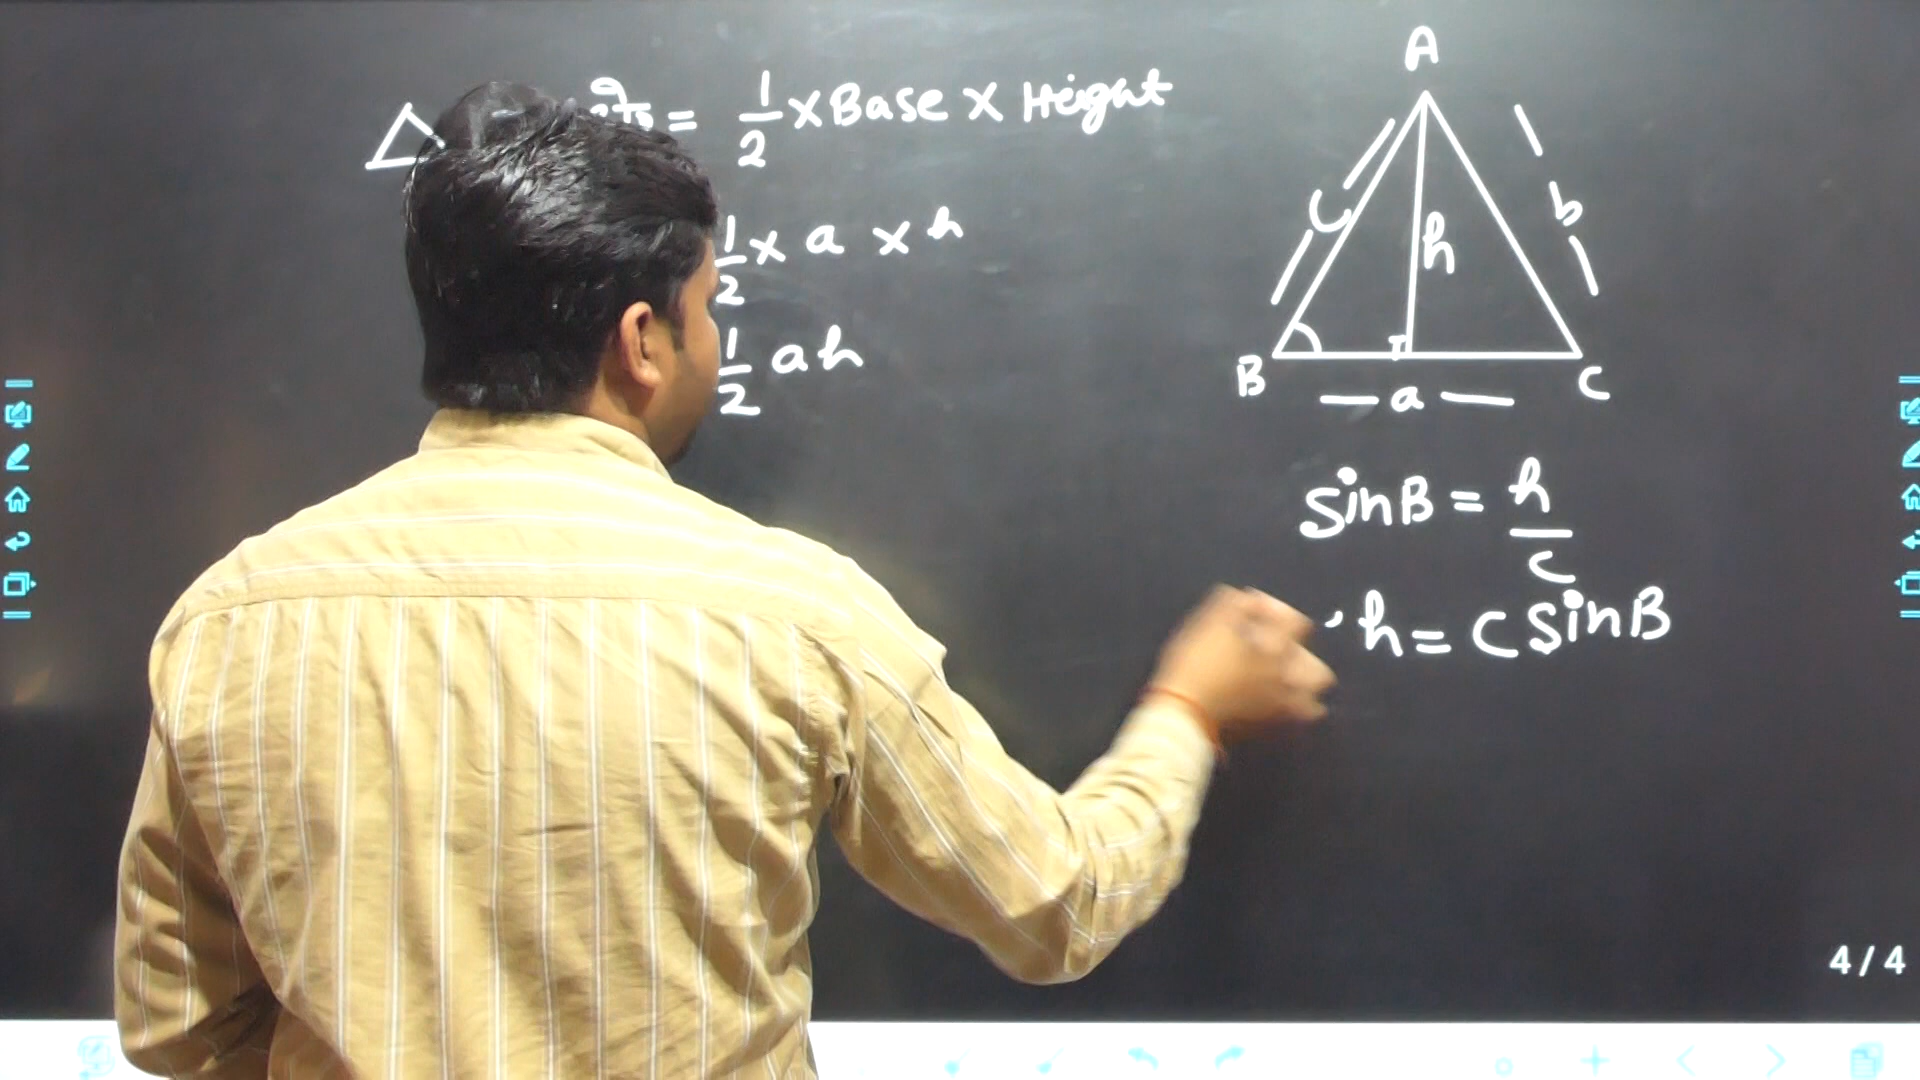 = 1/2 × Base × Height
1/2 × a × h
1/2 ah
A
c
b
h
B
C
a
sinB = h/c
h = c sinB
4/4